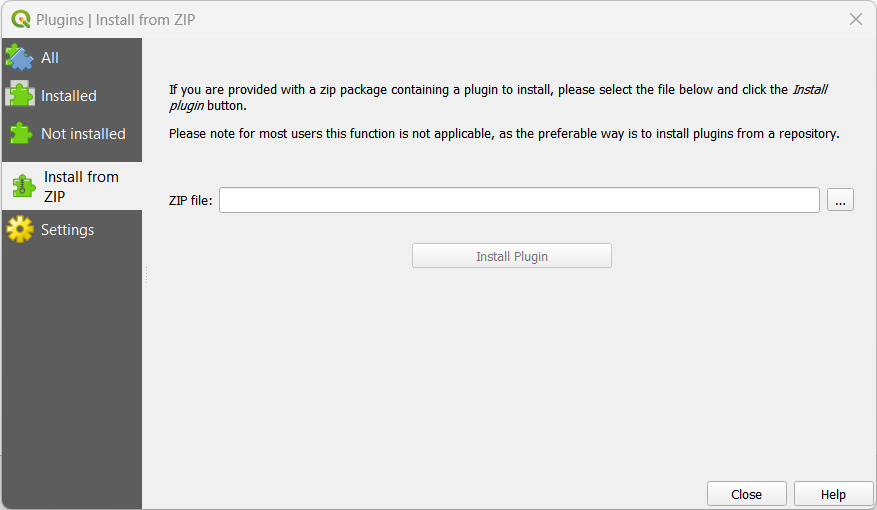 Plugins | Install from ZIP
All
Installed
Not installed
Install from
ZIP
Settings
If you are provided with a zip package containing a plugin to install, please select the file below and click the Install
plugin button.
Please note for most users this function is not applicable, as the preferable way is to install plugins from a repository.
ZIP file:
...
Install Plugin
Close
Help